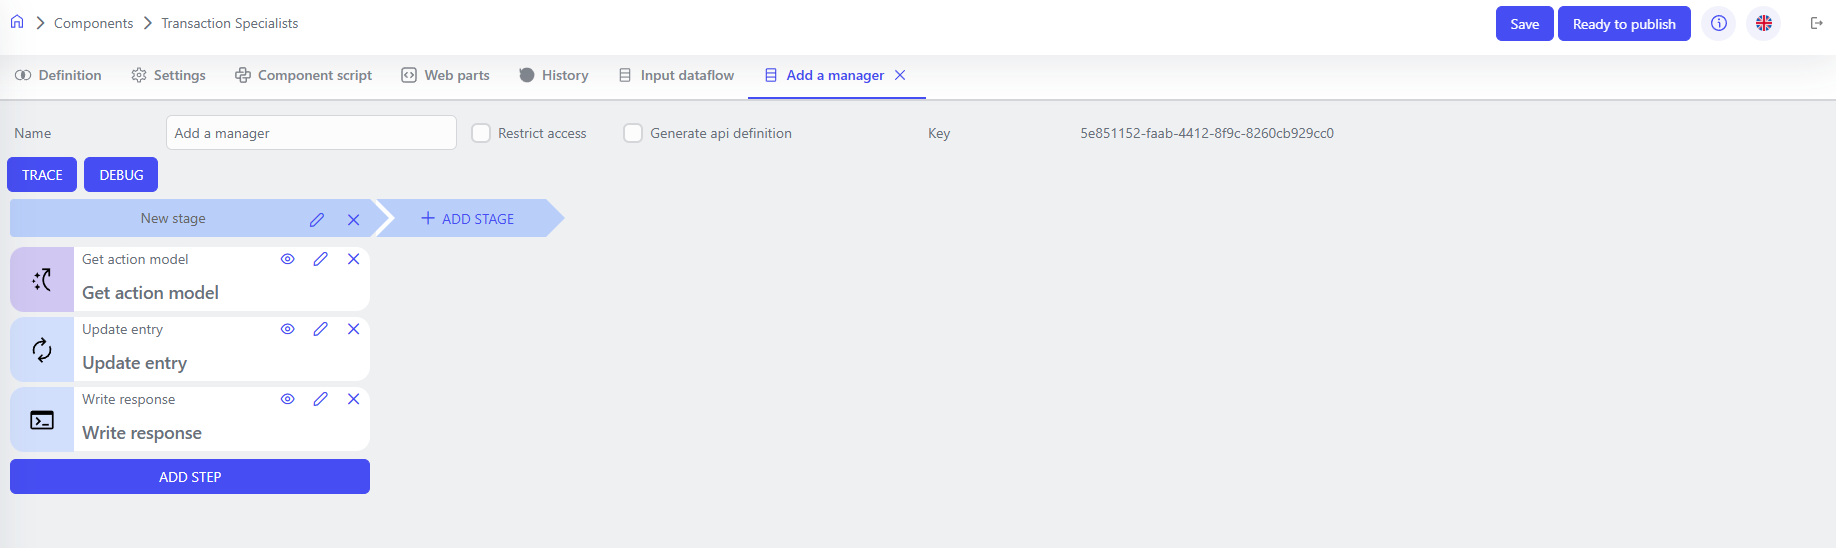 Components
Transaction Specialists
Save
Ready to publish
Definition
Settings
Component script
Web parts
History
Input dataflow
Add a manager
Name
Add a manager
Restrict access
Generate api definition
Key
5e851152-faab-4412-8f9c-8260cb929cc0
TRACE
DEBUG
New stage
ADD STAGE
Get action model
Get action model
Update entry
Update entry
Write response
Write response
ADD STEP